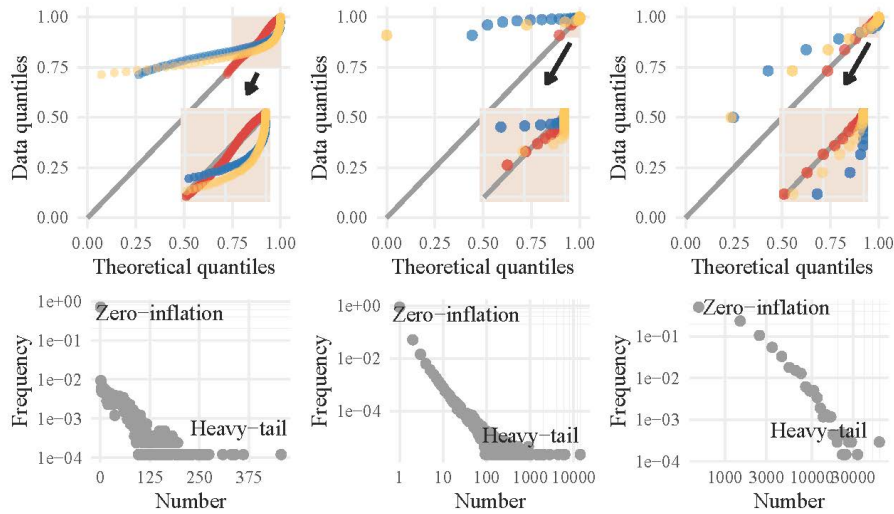 1.00
0.75
0.50
0.25
0.00
Data quantiles
0.00 0.25 0.50 0.75 1.00
Theoretical quantiles
1.00
0.75
0.50
0.25
0.00
Data quantiles
0.00 0.25 0.50 0.75 1.00
Theoretical quantiles
1.00
0.75
0.50
0.25
0.00
Data quantiles
0.00 0.25 0.50 0.75 1.00
Theoretical quantiles
1e+00
1e−01
1e−02
1e−03
1e−04
Frequency
Zero−inflation
Heavy−tail
0 125 250 375
Number
1e+00
1e−02
1e−04
Frequency
Zero−inflation
Heavy−tail
1 10 100 1000 10000
Number
1e−01
1e−02
1e−03
1e−04
Frequency
Zero−inflation
Heavy−tail
1000 3000 10000 30000
Number